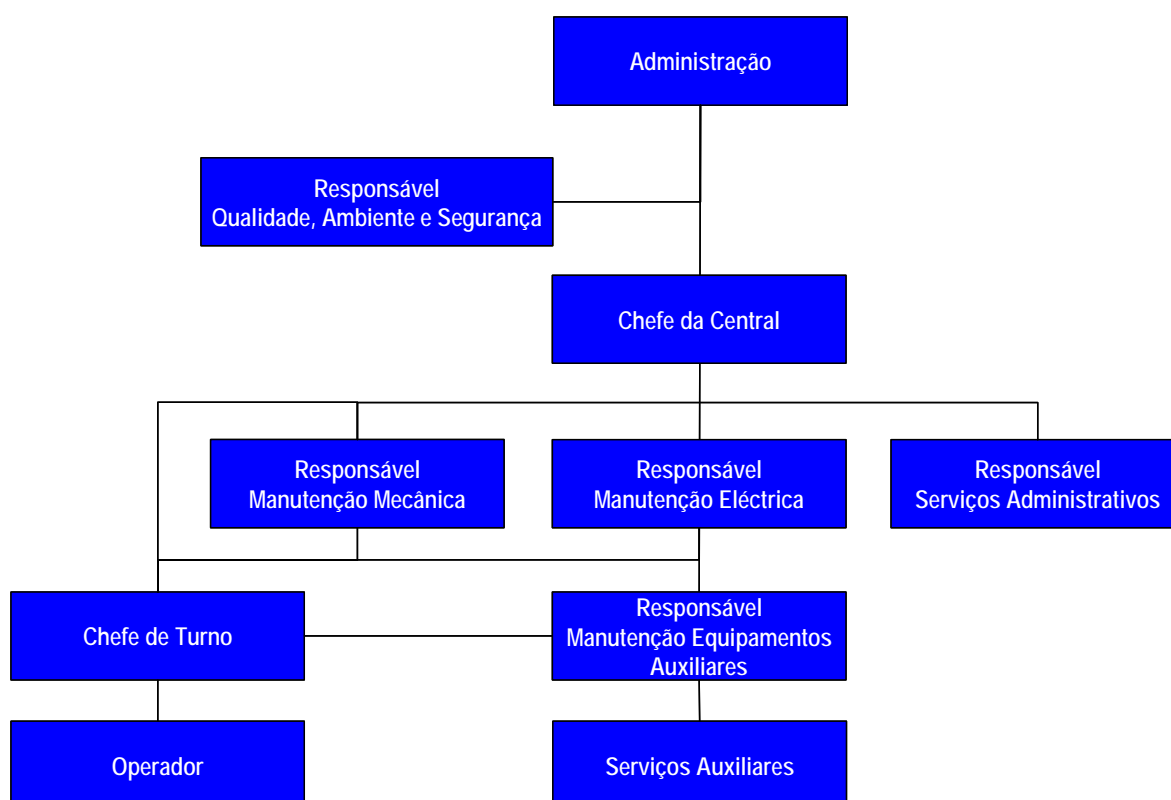 Administração
Responsável
Qualidade, Ambiente e Segurança
Chefe da Central
Responsável
Manutenção Mecânica
Responsável
Manutenção Eléctrica
Responsável
Serviços Administrativos
Chefe de Turno
Responsável
Manutenção Equipamentos
Auxiliares
Operador
Serviços Auxiliares